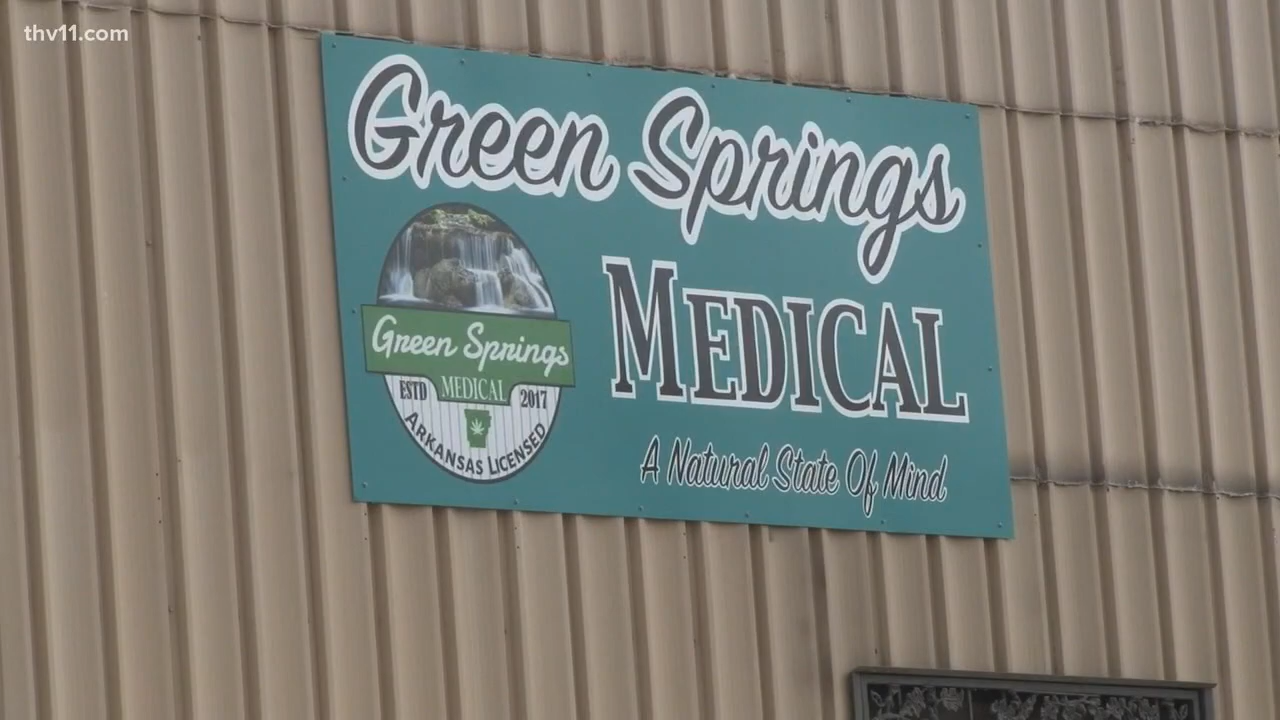 thv11.com
Green Springs
MEDICAL
A Natural State Of Mind
Green Springs
ESTD MEDICAL 2017
ARKANSAS LICENSED